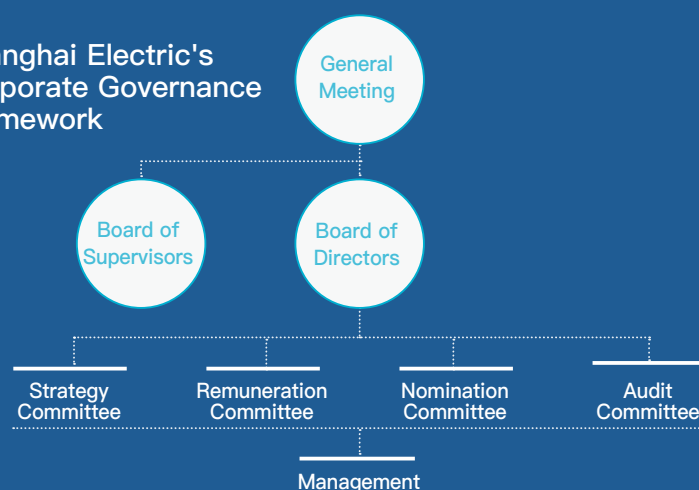 anghai Electric's
porate Governance
mework
General
Meeting
Board of
Supervisors
Board of
Directors
Strategy
Committee
Remuneration
Committee
Nomination
Committee
Audit
Committee
Management